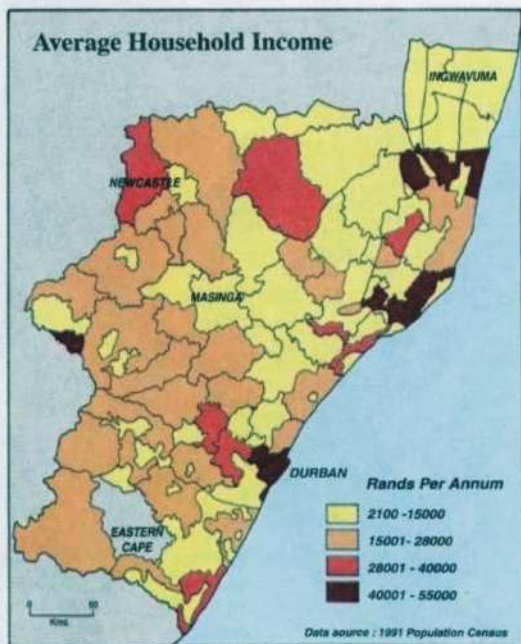 Average Household Income
INGWAVUMA
NEWCASTLE
MASINGA
DURBAN
EASTERN
CAPE
Rands Per Annum
2100 -15000
15001- 28000
28001 - 40000
40001 - 55000
0
50
Kms
Data source : 1991 Population Census